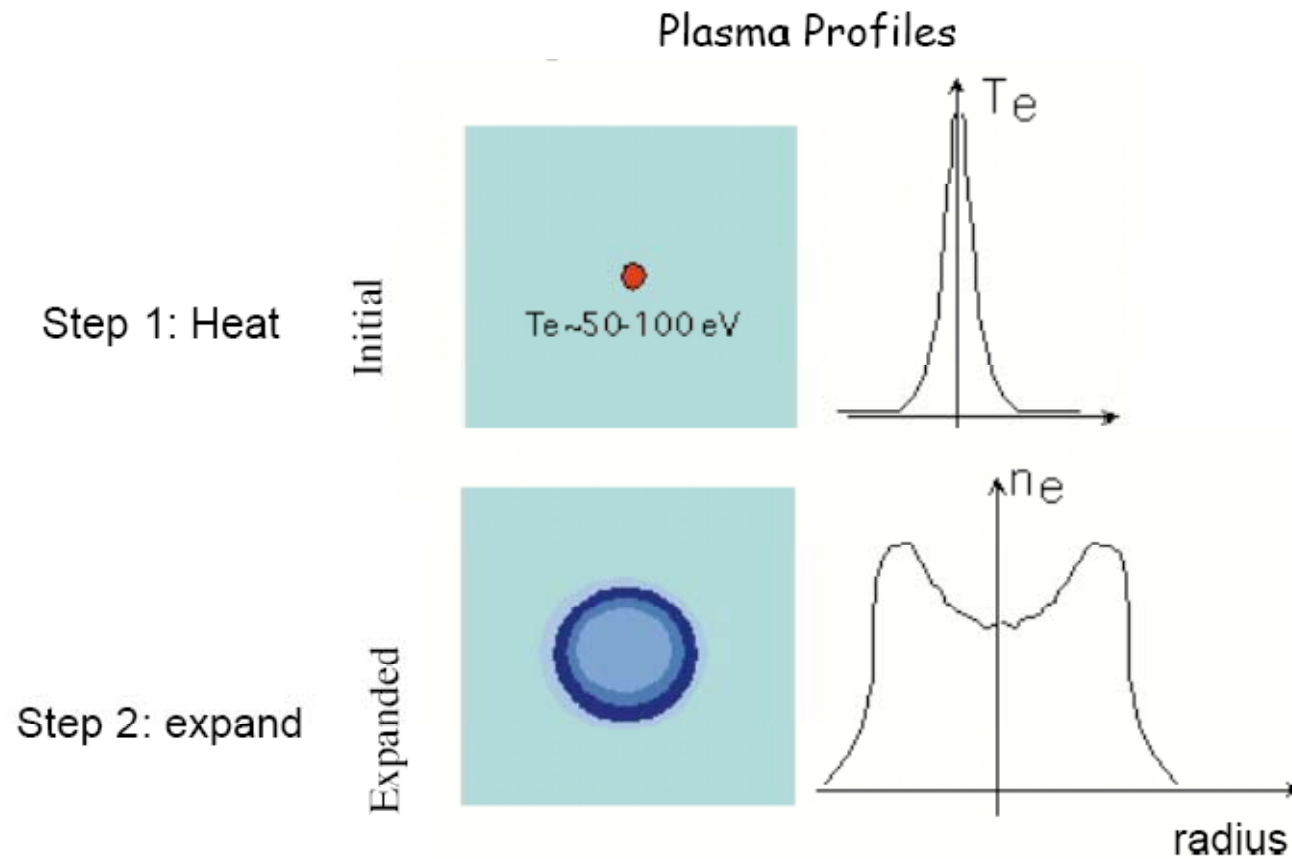 Plasma Profiles
Step 1: Heat
Initial
Te~50-100 eV
Te
Step 2: expand
Expanded
ne
radius